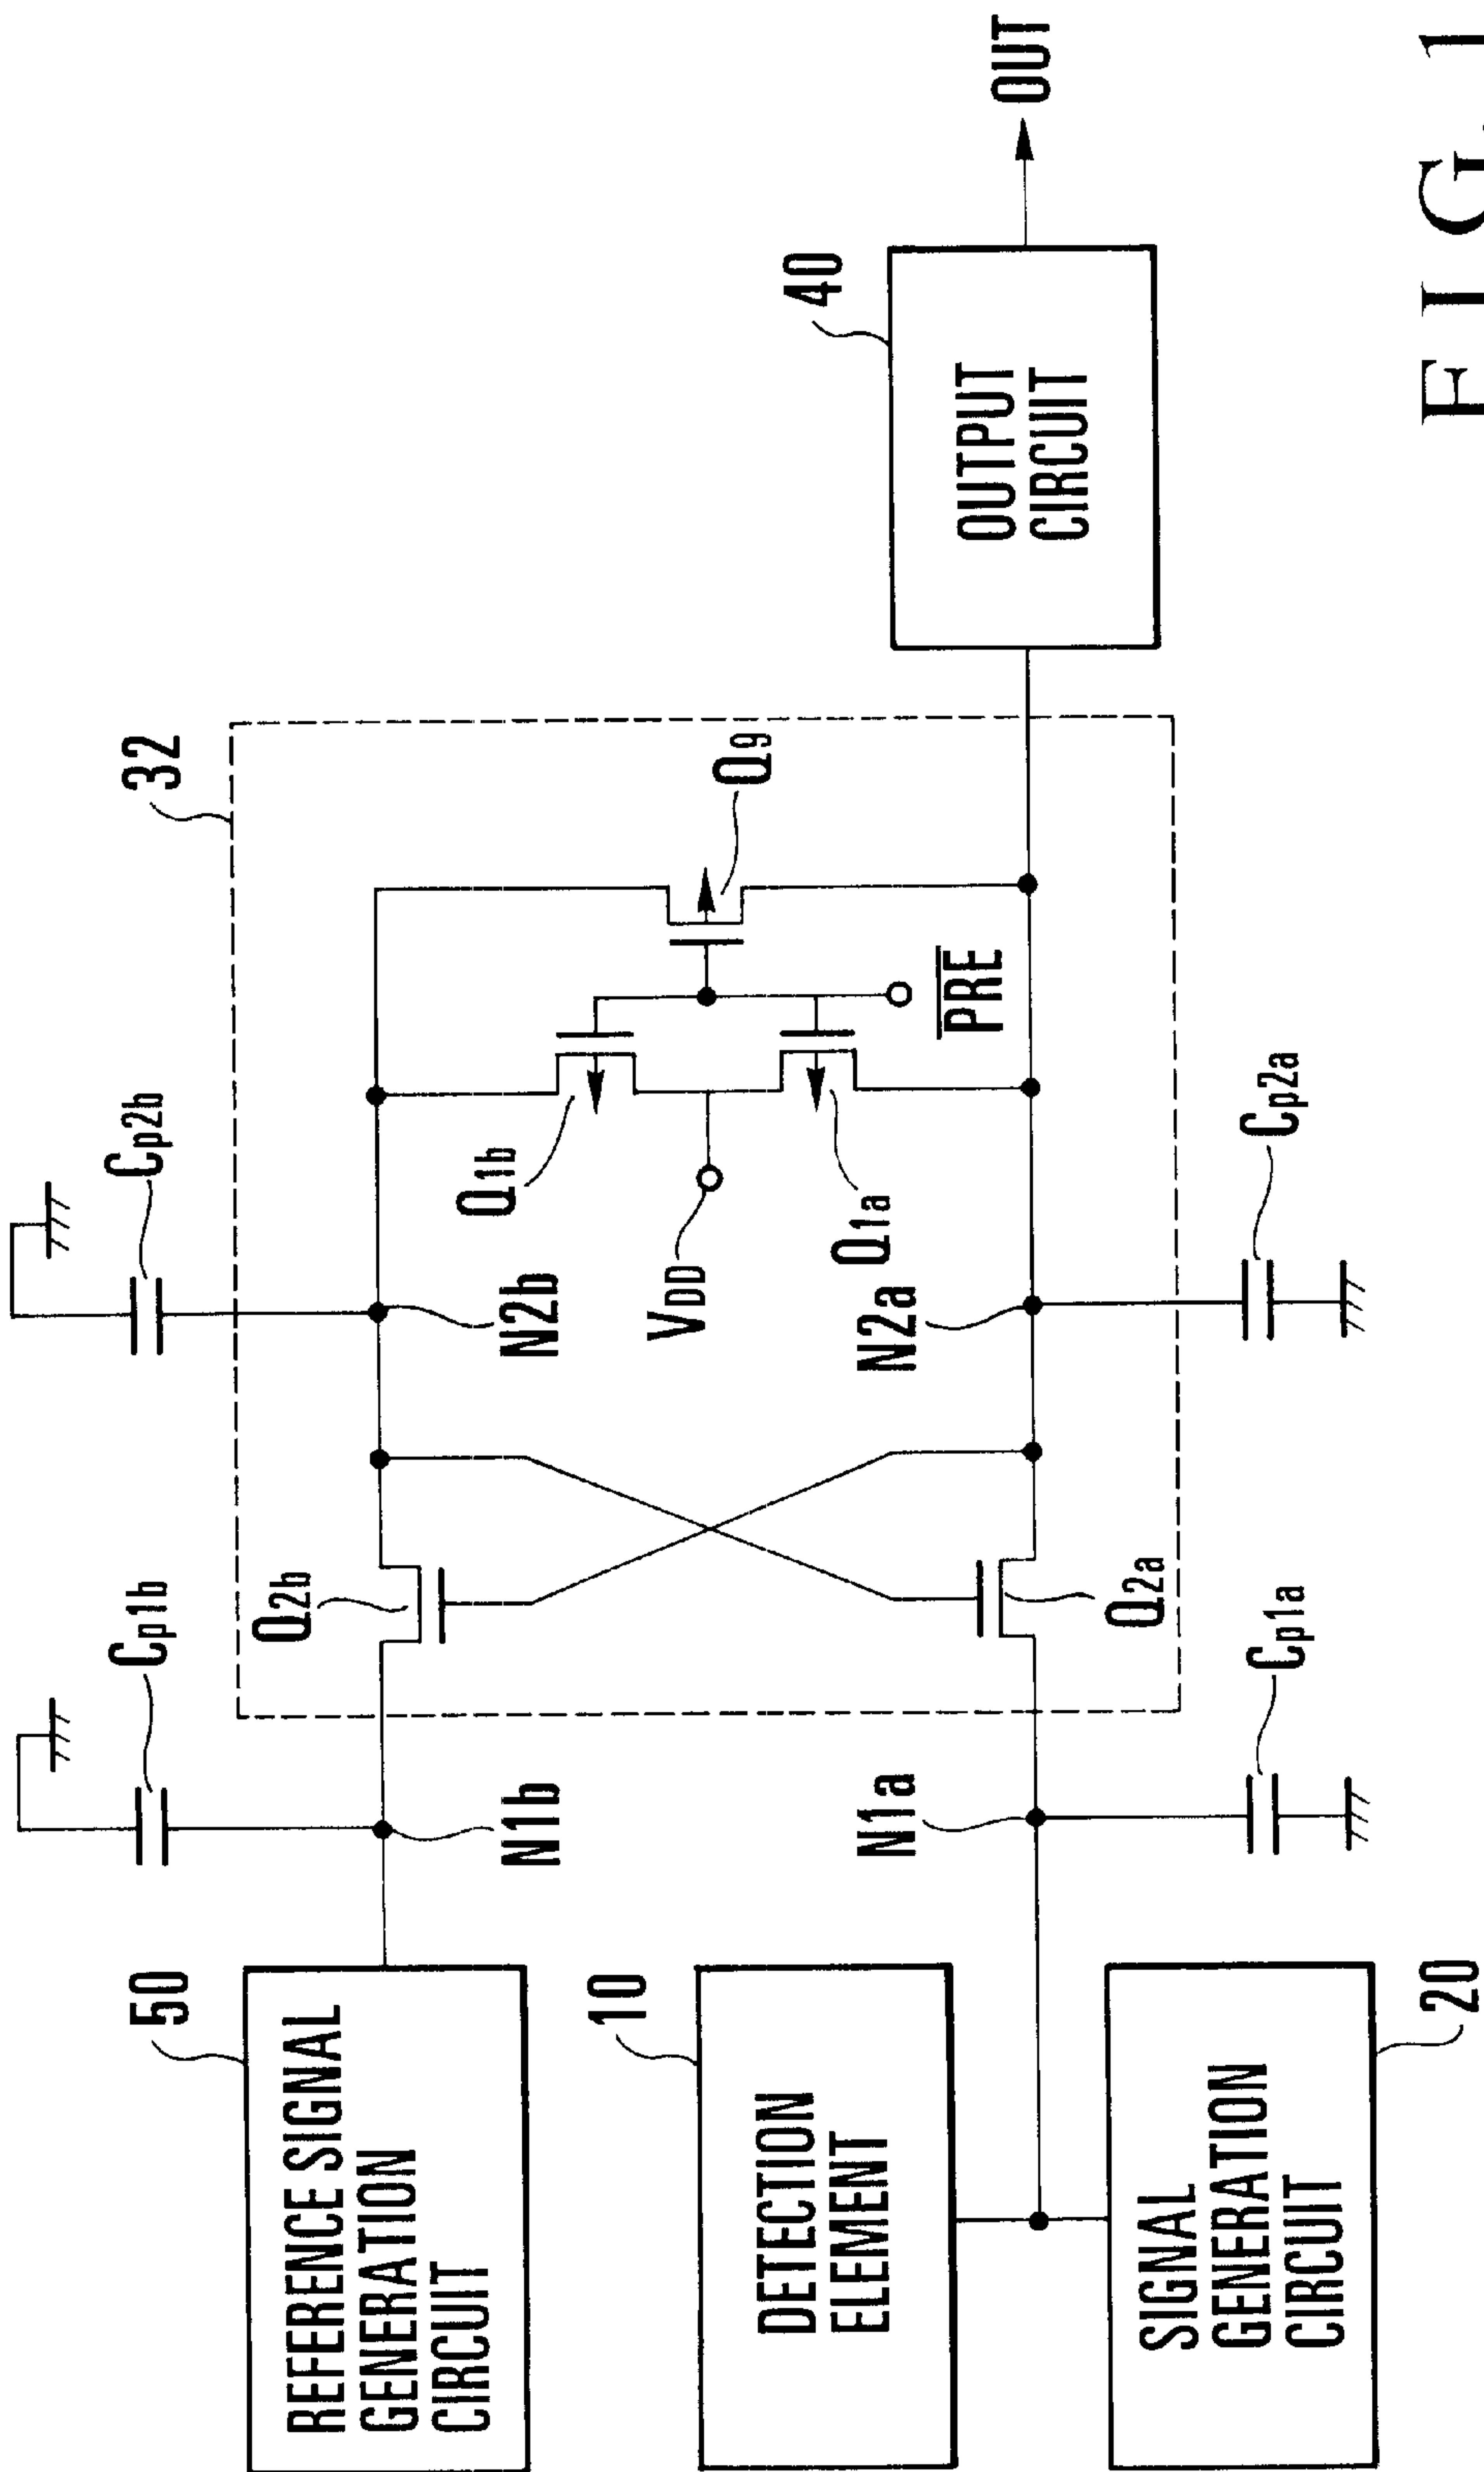 50
REFERENCE SIGNAL
GENERATION
CIRCUIT
10
DETECTION
ELEMENT
SIGNAL
GENERATION
CIRCUIT
20
Cp1b
N1b
N1a
Cp1a
Q2b
Q2a
Cp2b
N2b
VDD
N2a
Cp2a
Q1b
Q1a
PRE
Q9
32
40
OUTPUT
CIRCUIT
OUT
FIG. 1